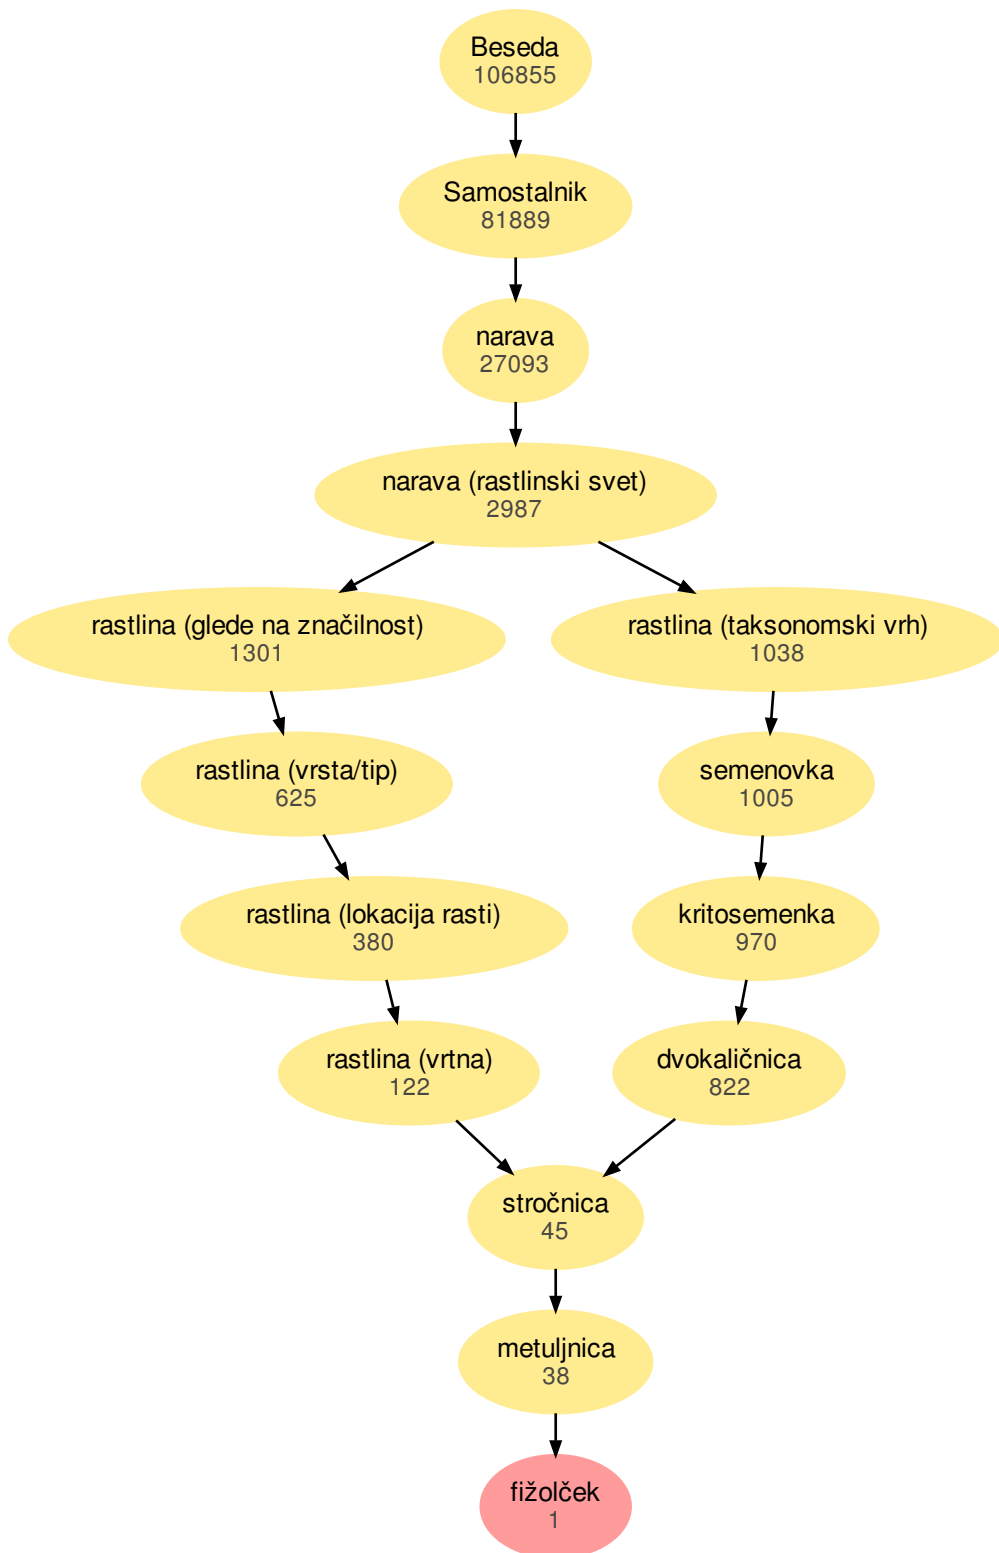 Beseda
106855
Samostalnik
81889
narava
27093
narava (rastlinski svet)
2987
rastlina (glede na značilnost)
1301
rastlina (taksonomski vrh)
1038
rastlina (vrsta/tip)
625
semenovka
1005
rastlina (lokacija rasti)
380
kritosemenka
970
rastlina (vrtna)
122
dvokaličnica
822
stročnica
45
metuljnica
38
fižolček
1